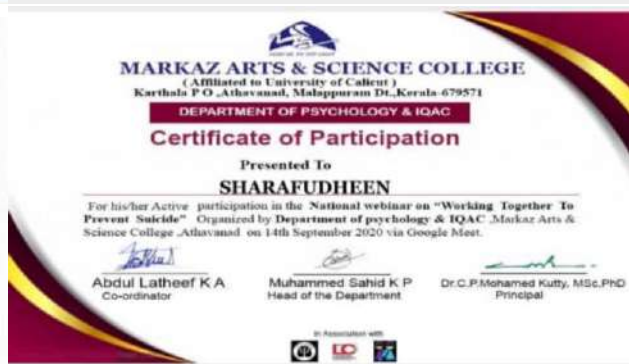 MARKAZ ARTS & SCIENCE COLLEGE
( Affiliated to University of Calicut )
Karthala P O ,Athavanad, Malappuram Dt.,Kerala-679571
DEPARTMENT OF PSYCHOLOGY & IQAC
Certificate of Participation
Presented To
SHARAFUDHEEN
For his/her Active participation in the National webinar on "Working Together To
Prevent Suicide" Organized by Department of psychology & IQAC ,Markaz Arts &
Science College ,Athavanad on 14th September 2020 via Google Meet.
Abdul Latheef K A
Co-ordinator
Muhammed Sahid K P
Head of the Department
Dr.C.P.Mohamed Kutty, MSc,PhD
Principal
In Association with